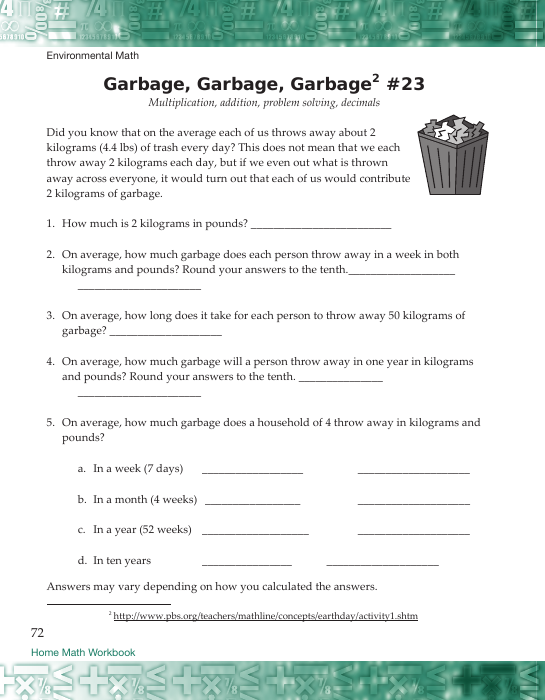 Environmental Math
Garbage, Garbage, Garbage² #23
Multiplication, addition, problem solving, decimals
Did you know that on the average each of us throws away about 2
kilograms (4.4 lbs) of trash every day? This does not mean that we each
throw away 2 kilograms each day, but if we even out what is thrown
away across everyone, it would turn out that each of us would contribute
2 kilograms of garbage.
1. How much is 2 kilograms in pounds? _________________________
2. On average, how much garbage does each person throw away in a week in both
kilograms and pounds? Round your answers to the tenth.___________________
______________________
3. On average, how long does it take for each person to throw away 50 kilograms of
garbage? ____________________
4. On average, how much garbage will a person throw away in one year in kilograms
and pounds? Round your answers to the tenth. _______________
______________________
5. On average, how much garbage does a household of 4 throw away in kilograms and
pounds?
a. In a week (7 days) __________________ ____________________
b. In a month (4 weeks) _________________ ____________________
c. In a year (52 weeks) ___________________ ____________________
d. In ten years ________________ ____________________
Answers may vary depending on how you calculated the answers.
² http://www.pbs.org/teachers/mathline/concepts/earthday/activity1.shtm
72
Home Math Workbook